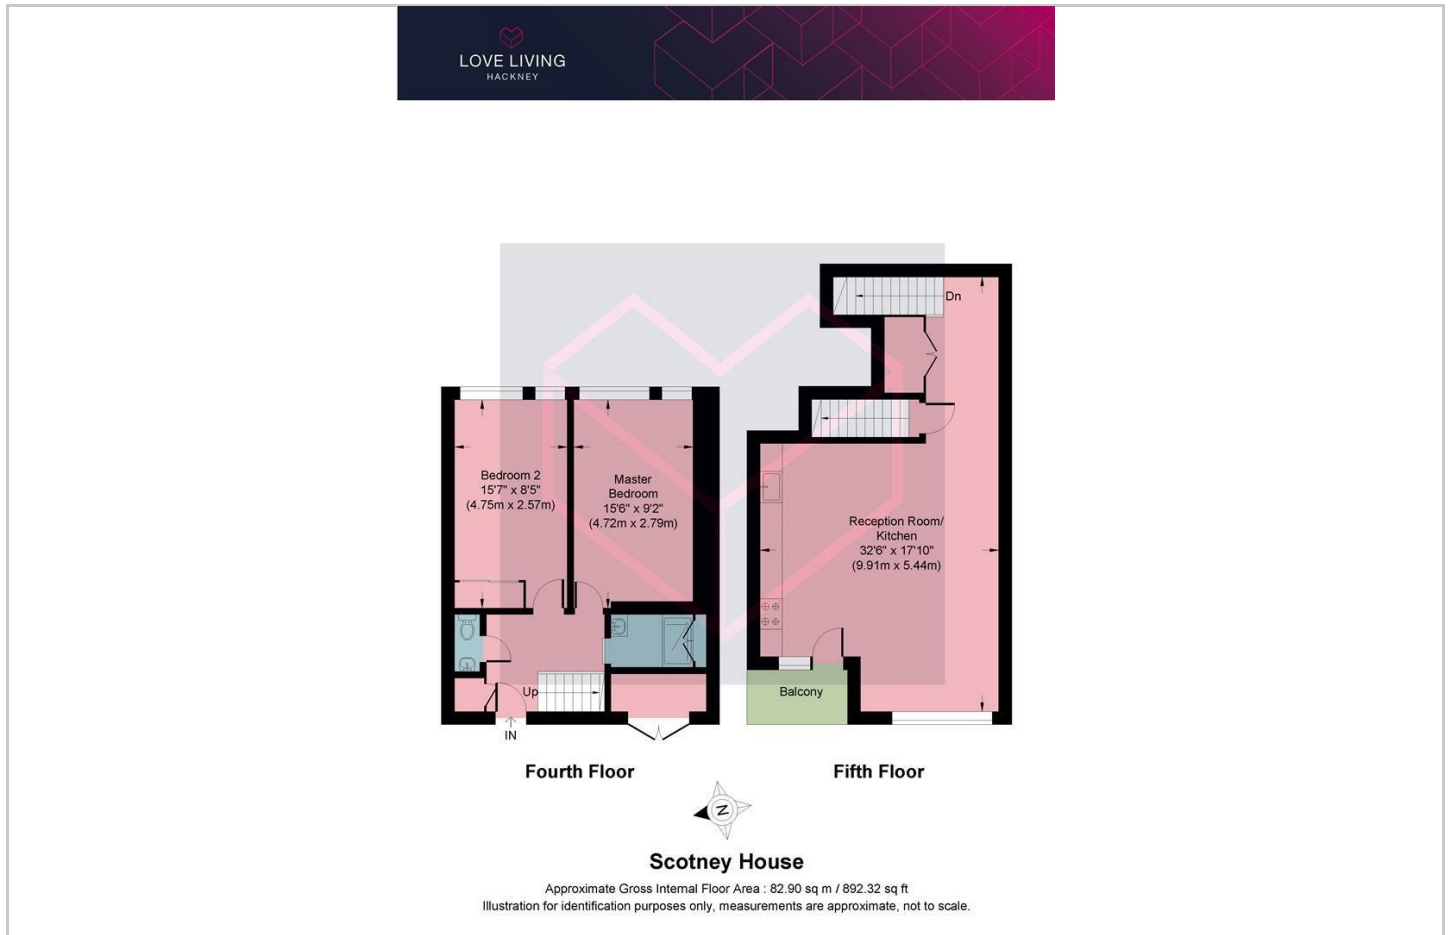 LOVE LIVING
HACKNEY
Dn
Bedroom 2
15'7" x 8'5"
(4.75m x 2.57m)
Master
Bedroom
15'6" x 9'2"
(4.72m x 2.79m)
Reception Room/
Kitchen
32'6" x 17'10"
(9.91m x 5.44m)
Up
Balcony
IN
Fourth Floor
Fifth Floor
N
Scotney House
Approximate Gross Internal Floor Area : 82.90 sq m / 892.32 sq ft
Illustration for identification purposes only, measurements are approximate, not to scale.